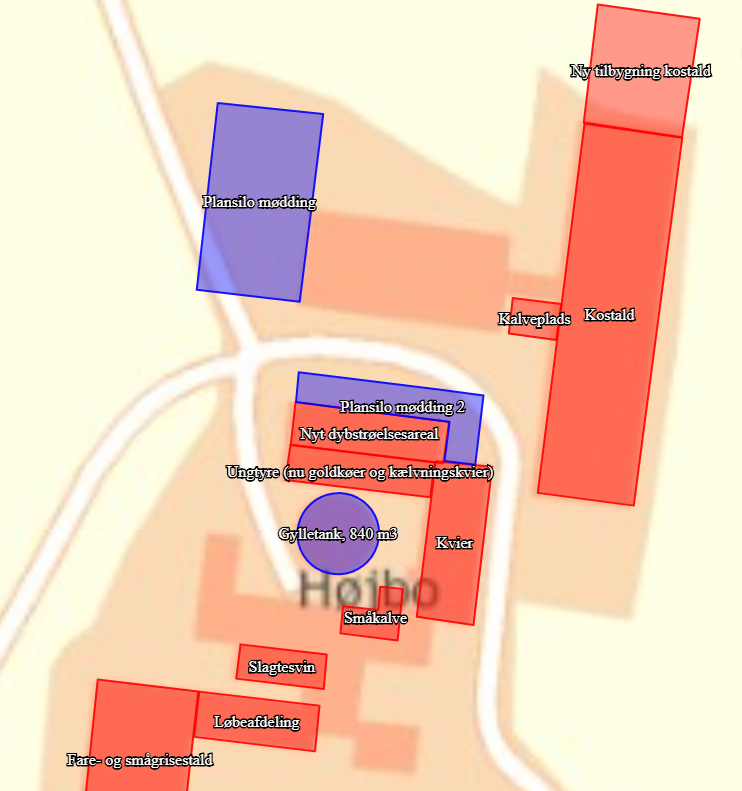 Ny tilbygning kostald
Plansilo mødding
Kalveplads
Kostald
Plansilo mødding 2
Nyt dybstrøelsesareal
Ungtyre (nu goldkøer og kælvningskvier)
Gylletank, 840 m3
Kvier
Højbo
Småkalve
Slagtesvin
Løbeafdeling
Fare- og smågrisestald